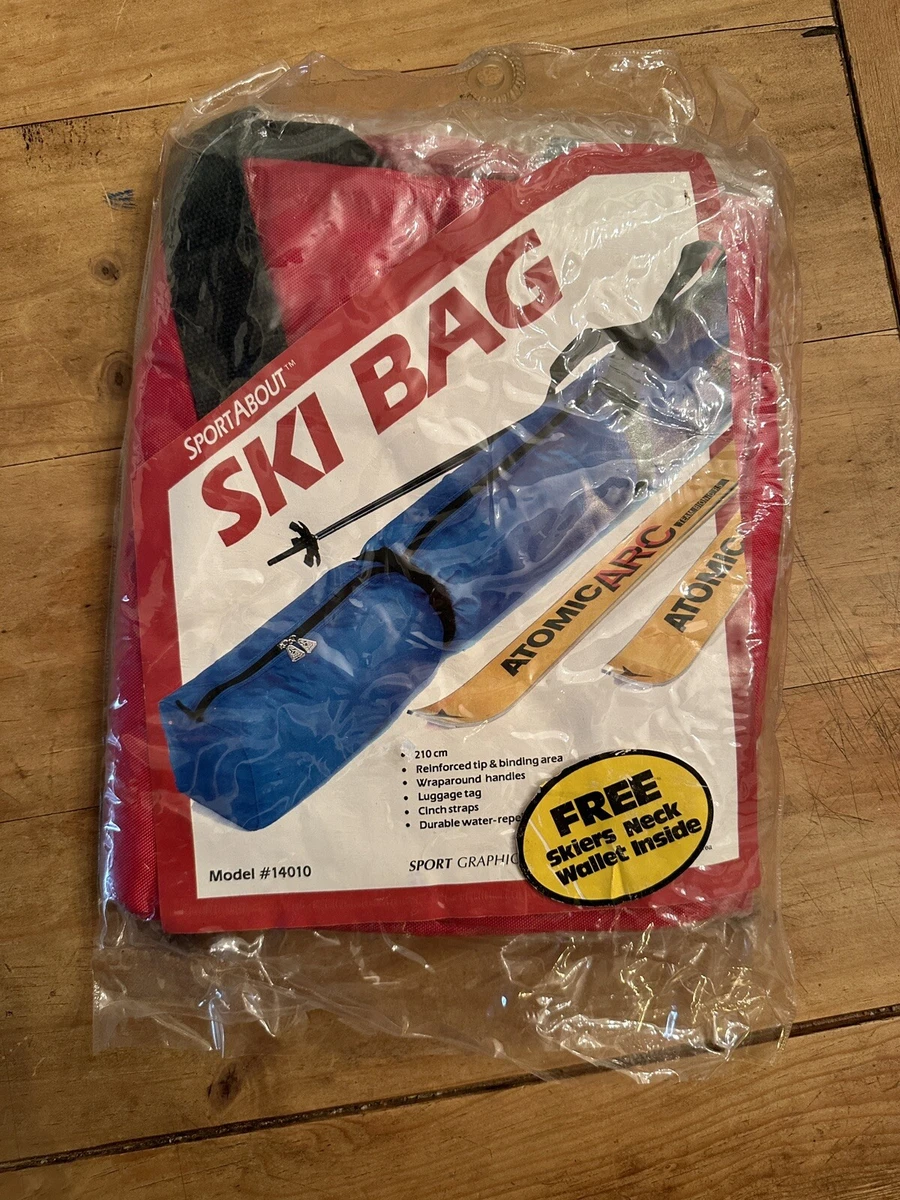 SPORTABOUT™
SKI BAG
ATOMIC ARC
ATOMIC
• 210 cm
• Reinforced tip & binding area
• Wraparound handles
• Luggage tag
• Cinch straps
• Durable water-repe
Model #14010
SPORT GRAPHIC
FREE
Skiers Neck
Wallet Inside